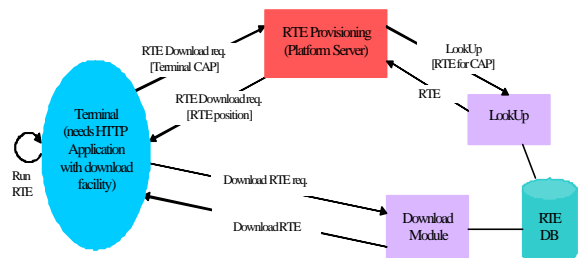 RTE Provisioning
(Platform Server)
RTE Download req.
[Terminal CAP]
LookUp
[RTE for CAP]
RTE
RTE Download req.
[RTE position]
LookUp
Terminal
(needs HTTP
Application
with download
facility)
Run
RTE
Download RTE req.
Download RTE
Download
Module
RTE
DB